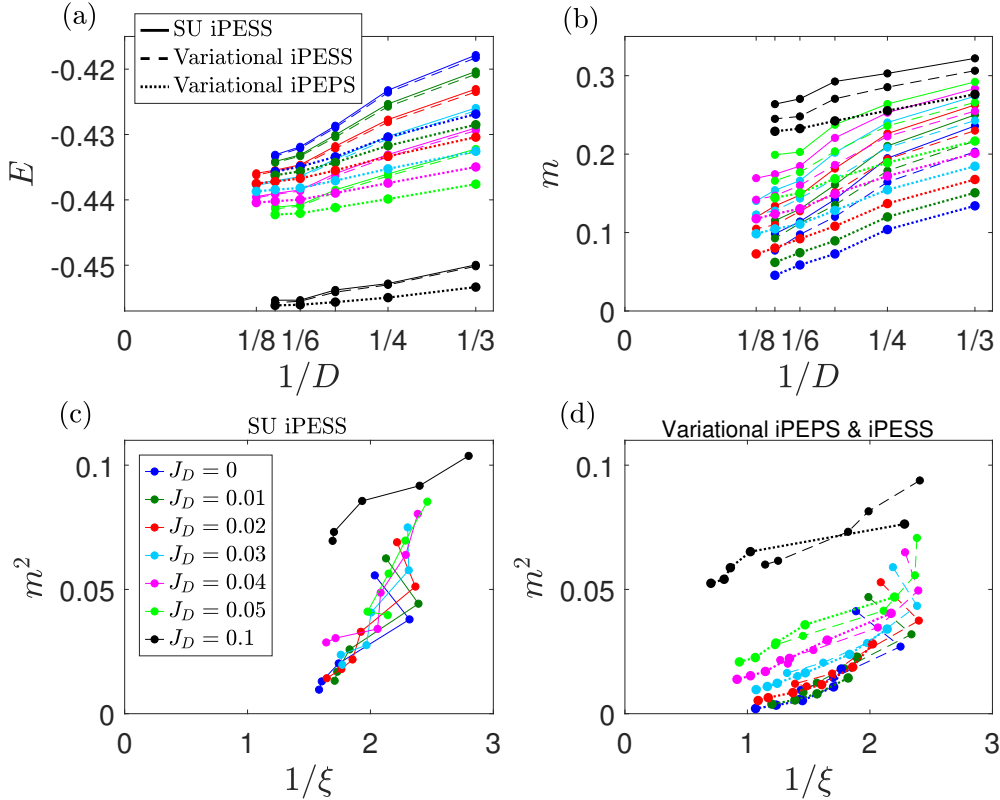 (a)
SU iPESS
Variational iPESS
Variational iPEPS
-0.42
-0.43
-0.44
-0.45
E
0
1/8
1/6
1/4
1/3
1/D
(b)
0.3
0.2
0.1
0
m
0
1/8
1/6
1/4
1/3
1/D
(c)
SU iPESS
0.1
0.05
0
m²
J_D = 0
J_D = 0.01
J_D = 0.02
J_D = 0.03
J_D = 0.04
J_D = 0.05
J_D = 0.1
0
1
2
3
1/ξ
(d)
Variational iPEPS & iPESS
0.1
0.05
0
m²
0
1
2
3
1/ξ